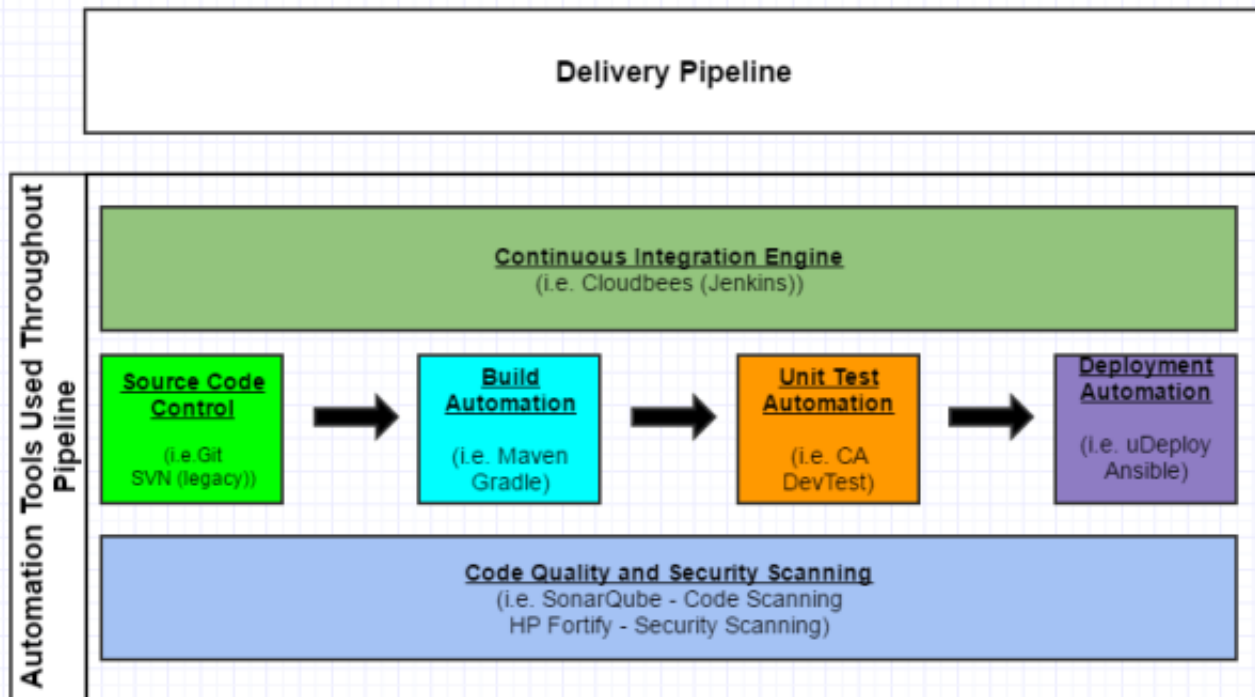 Delivery Pipeline
Automation Tools Used Throughout
Pipeline
Continuous Integration Engine
(i.e. Cloudbees (Jenkins))
Source Code
Control
(i.e.Git
SVN (legacy))
Build
Automation
(i.e. Maven
Gradle)
Unit Test
Automation
(i.e. CA
DevTest)
Deployment
Automation
(i.e. uDeploy
Ansible)
Code Quality and Security Scanning
(i.e. SonarQube - Code Scanning
HP Fortify - Security Scanning)